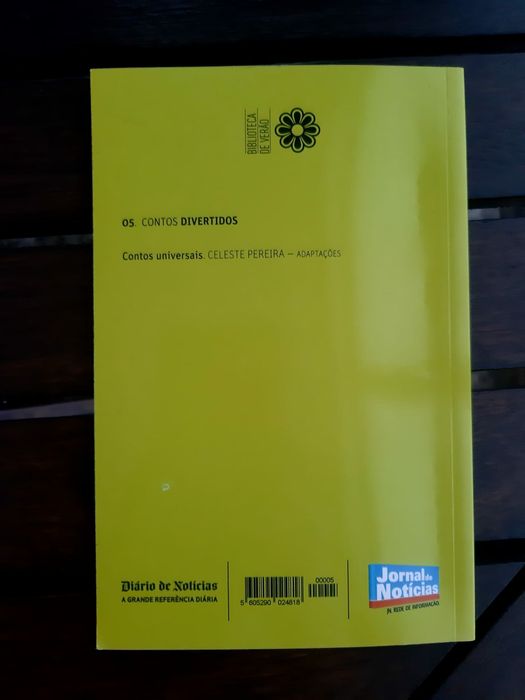 BIBLIOTECA
DE VERÃO
05. CONTOS DIVERTIDOS
Contos universais. CELESTE PEREIRA — ADAPTAÇÕES
Diário de Notícias
A GRANDE REFERÊNCIA DIÁRIA
00005
5 605290 024818
Jornal de
Notícias
JN, REDE DE INFORMAÇÃO.